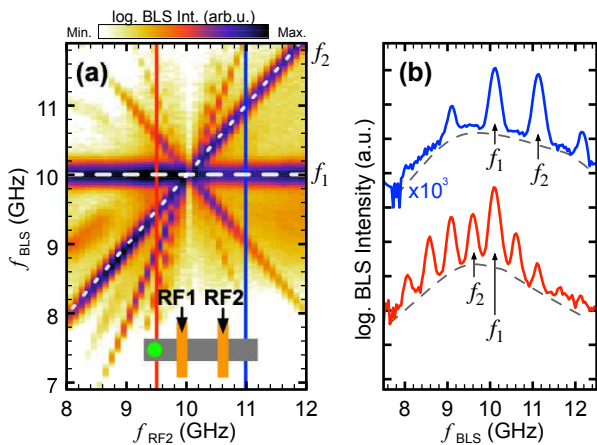 log. BLS Int. (arb.u.)
Min. Max.
(a)
f2
f1
RF1 RF2
11
10
9
8
7
fBLS (GHz)
8 9 10 11 12
fRF2 (GHz)
(b)
f1 f2
x10³
f2
f1
log. BLS Intensity (a.u.)
8 9 10 11 12
fBLS (GHz)